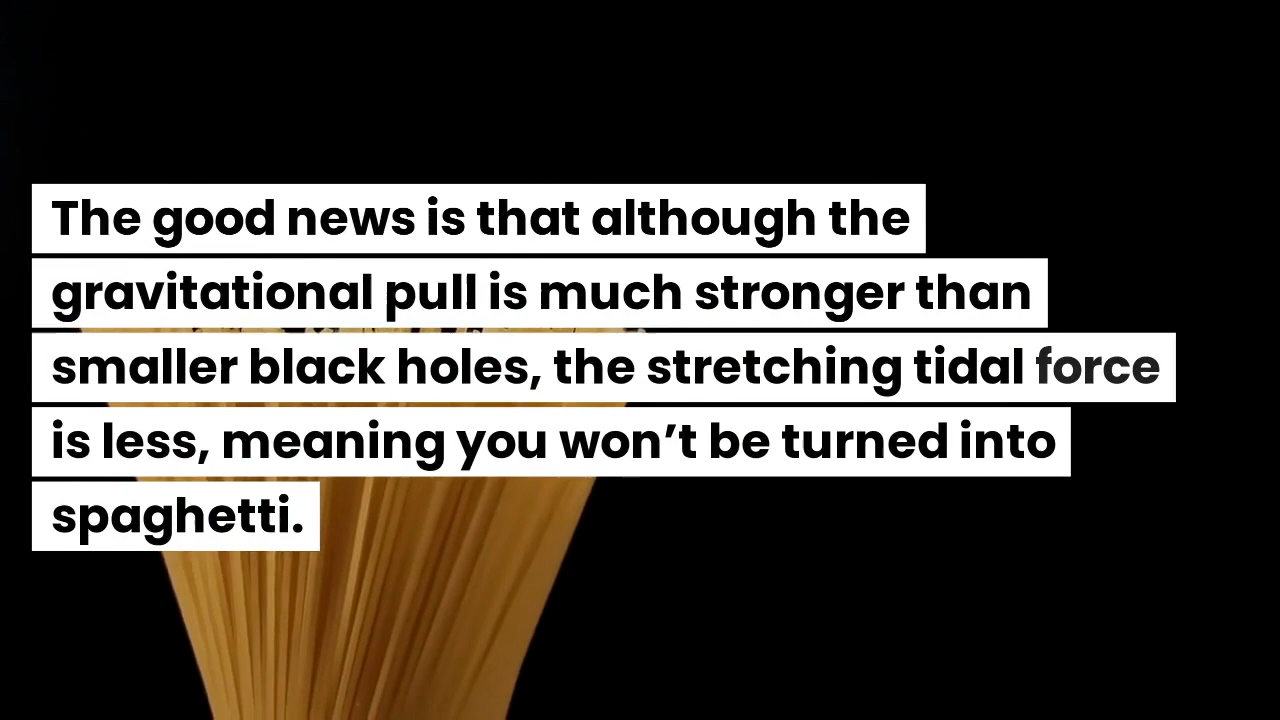 The good news is that although the
gravitational pull is much stronger than
smaller black holes, the stretching tidal force
is less, meaning you won’t be turned into
spaghetti.